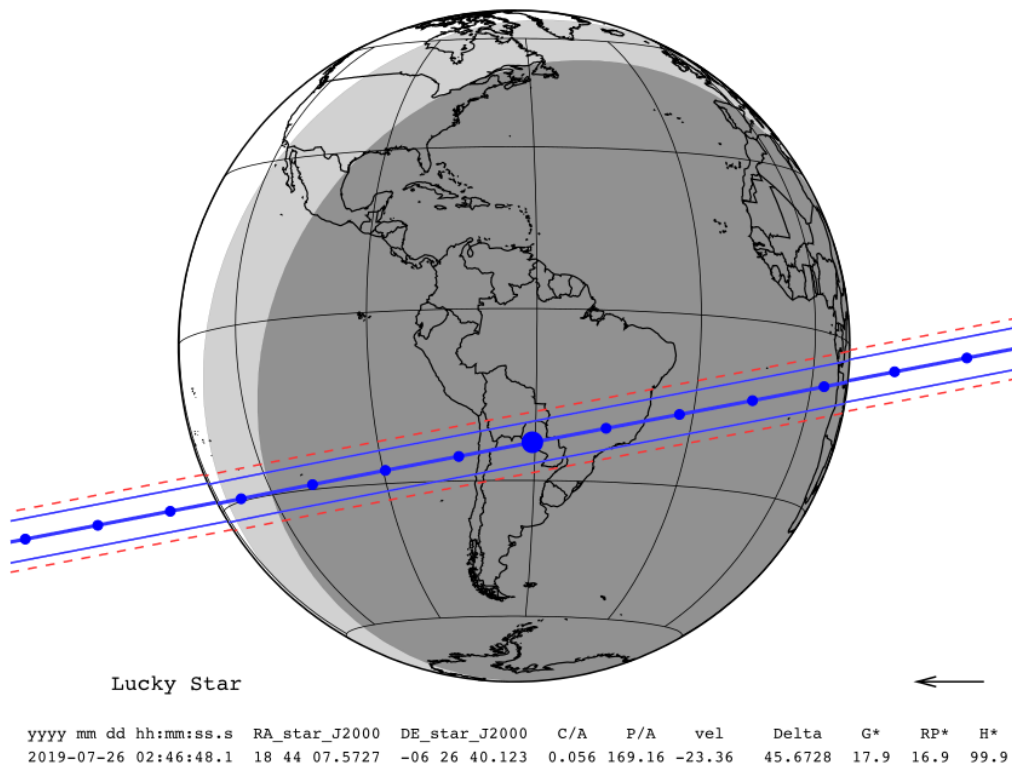 Lucky Star
yyyy mm dd hh:mm:ss.s RA_star_J2000 DE_star_J2000 C/A P/A vel Delta G* RP* H*
2019-07-26 02:46:48.1 18 44 07.5727 -06 26 40.123 0.056 169.16 -23.36 45.6728 17.9 16.9 99.9